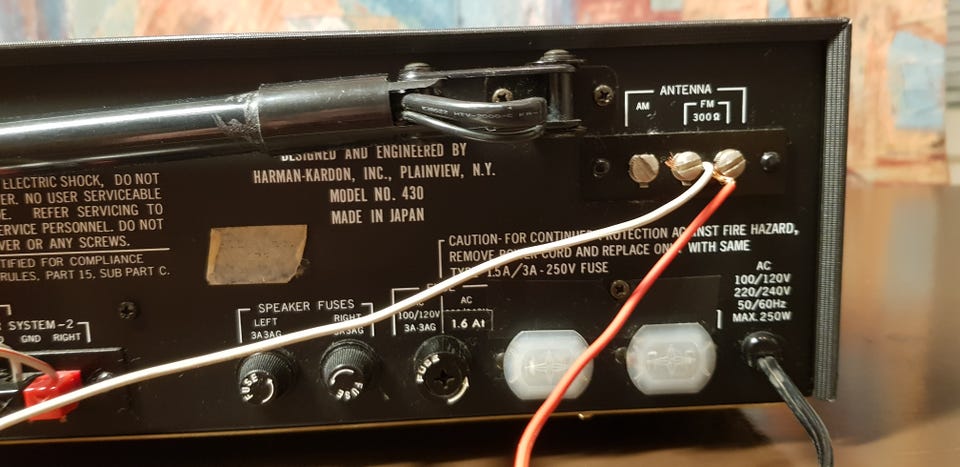 ANTENNA
AM
FM
300Ω
DESIGNED AND ENGINEERED BY
HARMAN-KARDON, INC., PLAINVIEW, N.Y.
MODEL NO. 430
MADE IN JAPAN
ELECTRIC SHOCK, DO NOT
NO USER SERVICEABLE
REFER SERVICING TO
PERSONNEL. DO NOT
OR ANY SCREWS.
FOR COMPLIANCE
RULES, PART 15, SUB PART C.
CAUTION-FOR CONTINUED PROTECTION AGAINST FIRE HAZARD,
REMOVE POWER CORD AND REPLACE ONLY WITH SAME
TYPE 1.5A/3A-250V FUSE
AC
100/120V
220/240V
50/60Hz
MAX. 250W
SPEAKER FUSES
LEFT
3A3AG
RIGHT
3A3AG
AC
100/120V
3A-3AG
AC
1.6 At
SYSTEM-2
GND RIGHT
FUSE
FUSE
FUSE